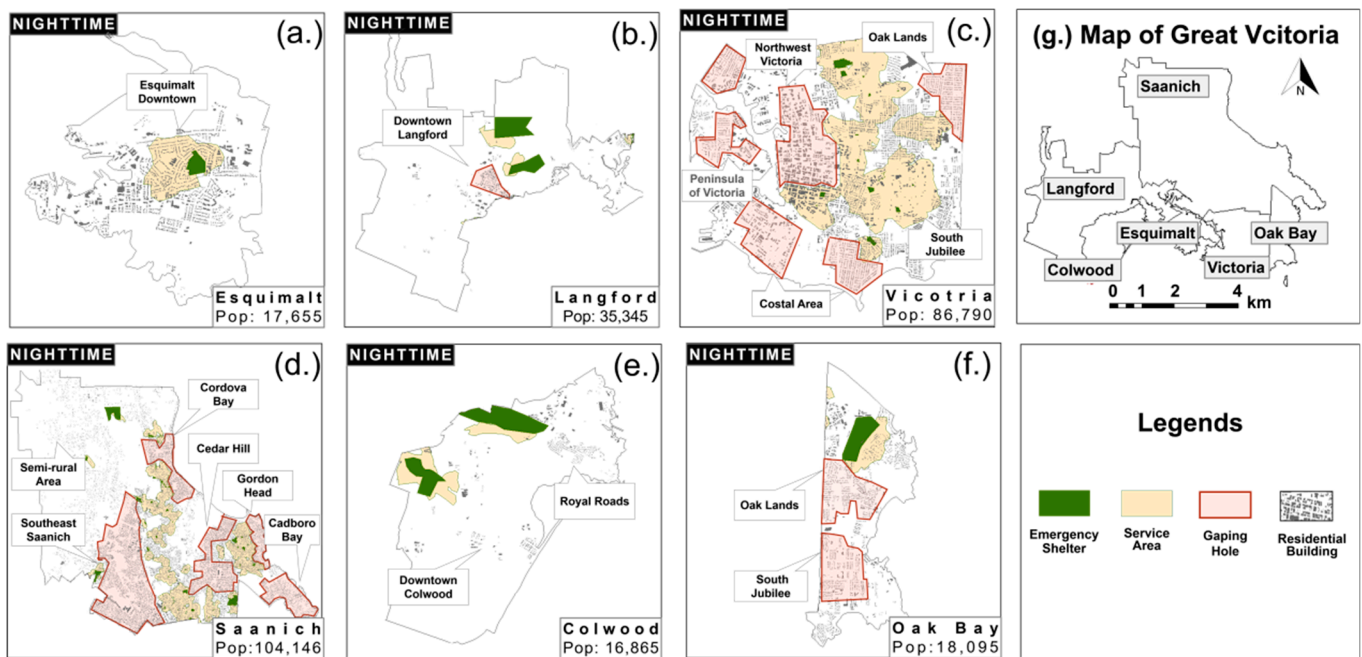 NIGHTTIME
(a.)
Esquimalt
Downtown
Esquimalt
Pop: 17,655
NIGHTTIME
(b.)
Downtown
Langford
Langford
Pop: 35,345
NIGHTTIME
(c.)
Northwest
Victoria
Oak Lands
Peninsula
of Victoria
South
Jubilee
Costal Area
Vicotria
Pop: 86,790
(g.) Map of Great Vcitoria
Saanich
N
Langford
Esquimalt
Oak Bay
Colwood
Victoria
0 1 2 4 km
NIGHTTIME
(d.)
Cordova
Bay
Cedar Hill
Semi-rural
Area
Gordon
Head
Southeast
Saanich
Cadboro
Bay
Saanich
Pop:104,146
NIGHTTIME
(e.)
Royal Roads
Downtown
Colwood
Colwood
Pop: 16,865
NIGHTTIME
(f.)
Oak Lands
South
Jubilee
Oak Bay
Pop:18,095
Legends
Emergency
Shelter
Service
Area
Gaping
Hole
Residential
Building